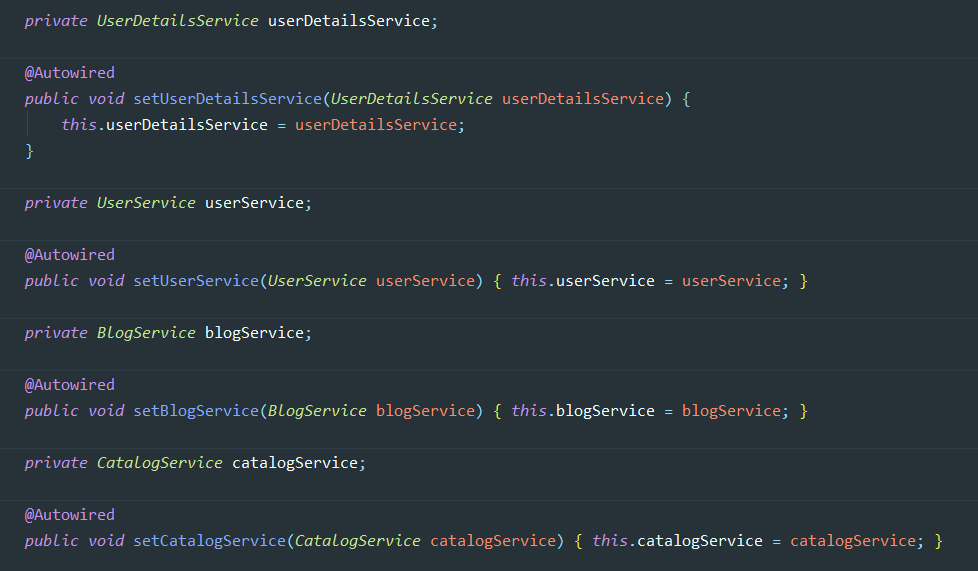 private UserDetailsService userDetailsService;
@Autowired
public void setUserDetailsService(UserDetailsService userDetailsService) {
    this.userDetailsService = userDetailsService;
}
private UserService userService;
@Autowired
public void setUserService(UserService userService) { this.userService = userService; }
private BlogService blogService;
@Autowired
public void setBlogService(BlogService blogService) { this.blogService = blogService; }
private CatalogService catalogService;
@Autowired
public void setCatalogService(CatalogService catalogService) { this.catalogService = catalogService; }